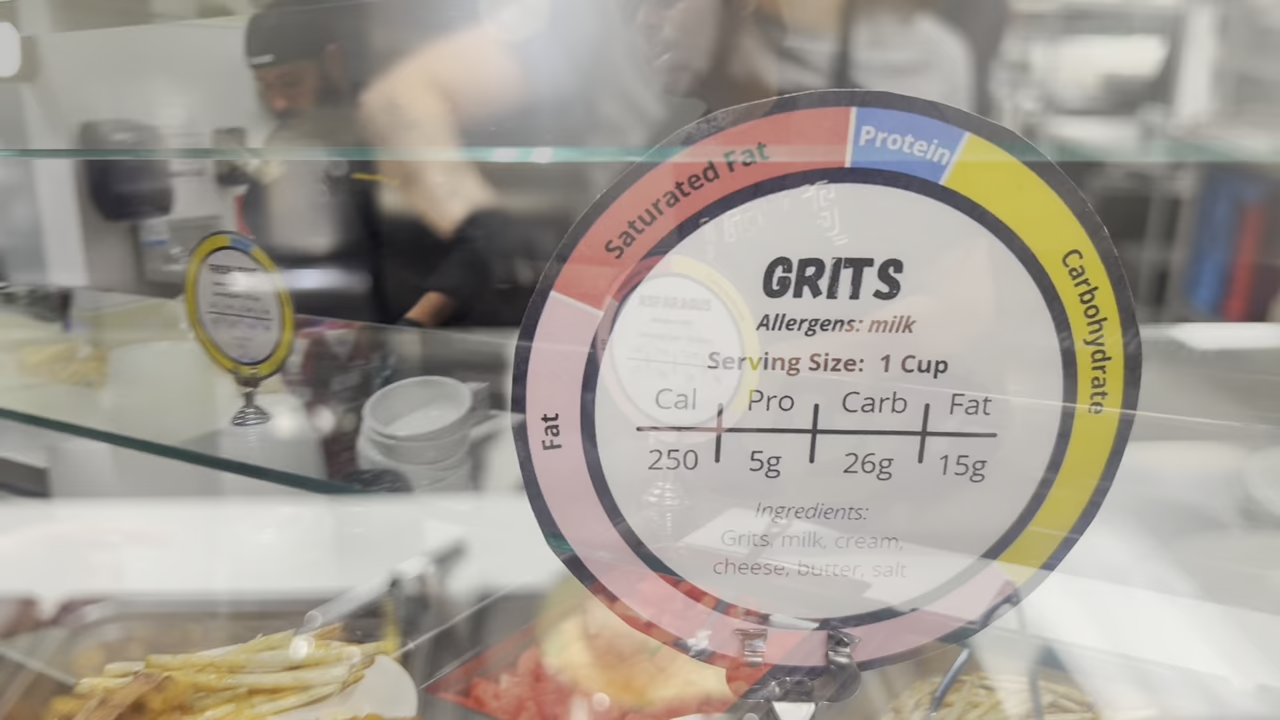 Saturated Fat
Protein
Carbohydrate
Fat
GRITS
Allergens: milk
Serving Size: 1 Cup
Cal Pro Carb Fat
250 5g 26g 15g
Ingredients:
Grits, milk, cream,
cheese, butter, salt
ASPARAGUS